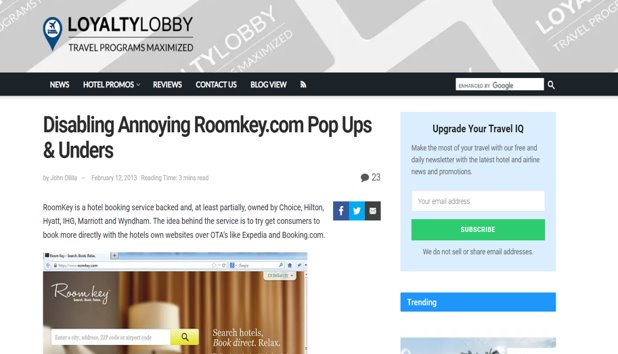 LOYALTYLOBBY
TRAVEL PROGRAMS MAXIMIZED
NEWS HOTEL PROMOS REVIEWS CONTACT US BLOG VIEW
ENHANCED BY Google
Disabling Annoying Roomkey.com Pop Ups
& Unders
by John Ollila — February 12, 2013 Reading Time: 3 mins read
23
RoomKey is a hotel booking service backed and, at least partially, owned by Choice, Hilton,
Hyatt, IHG, Marriott and Wyndham. The idea behind the service is to try get consumers to
book more directly with the hotels own websites over OTA's like Expedia and Booking.com.
Room key
Enter a city, address, ZIP code or airport code
Search hotels,
Book direct. Relax.
Upgrade Your Travel IQ
Make the most of your travel with our free and
daily newsletter with the latest hotel and airline
news and promotions.
Your email address
SUBSCRIBE
We do not sell or share email addresses.
Trending